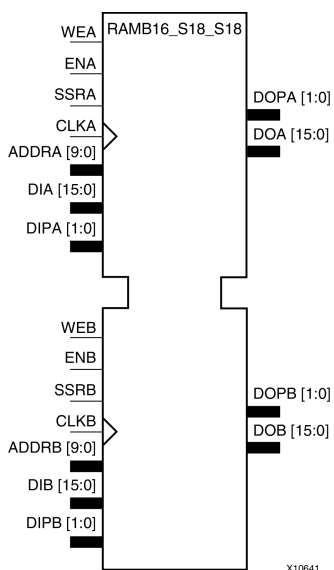 WEA
RAMB16_S18_S18
ENA
SSRA
DOPA [1:0]
CLKA
DOA [15:0]
ADDRA [9:0]
DIA [15:0]
DIPA [1:0]
WEB
ENB
SSRB
DOPB [1:0]
CLKB
DOB [15:0]
ADDRB [9:0]
DIB [15:0]
DIPB [1:0]
X10641